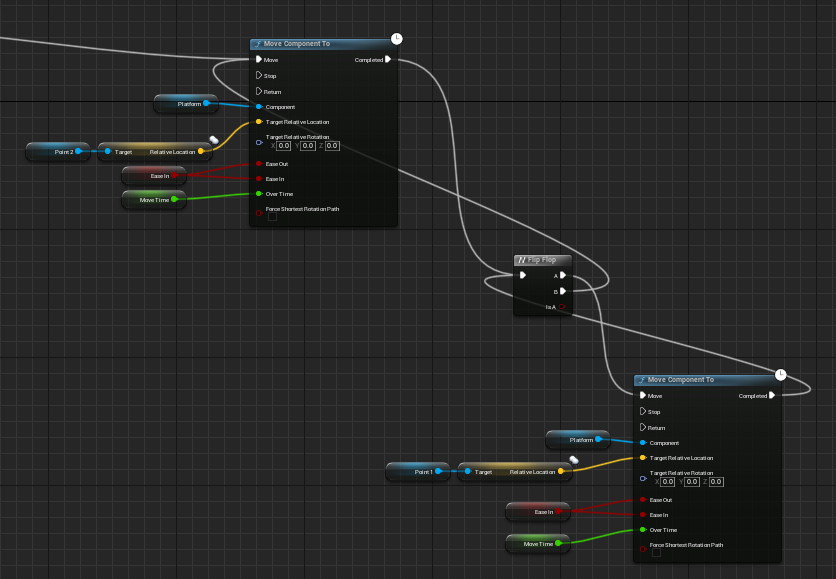 Move Component To
Move Completed
Stop
Return
Platform Component
Target Relative Location
Target Relative Rotation
X 0.0 Y 0.0 Z 0.0
Point 2 Target Relative Location
Ease Out
Ease In Ease In
Move Time Over Time
Force Shortest Rotation Path
Flip Flop
A
B
Is A
Move Component To
Move Completed
Stop
Return
Platform Component
Target Relative Location
Point 1 Target Relative Location
Target Relative Rotation
X 0.0 Y 0.0 Z 0.0
Ease Out
Ease In Ease In
Over Time
Move Time Force Shortest Rotation Path